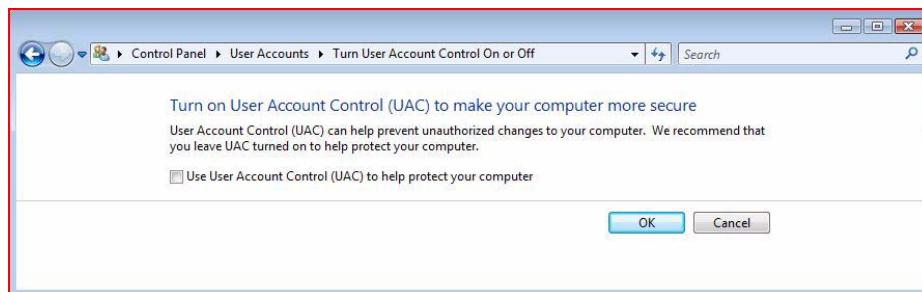 Control Panel ▸ User Accounts ▸ Turn User Account Control On or Off
Search
Turn on User Account Control (UAC) to make your computer more secure
User Account Control (UAC) can help prevent unauthorized changes to your computer. We recommend that
you leave UAC turned on to help protect your computer.
Use User Account Control (UAC) to help protect your computer
OK
Cancel